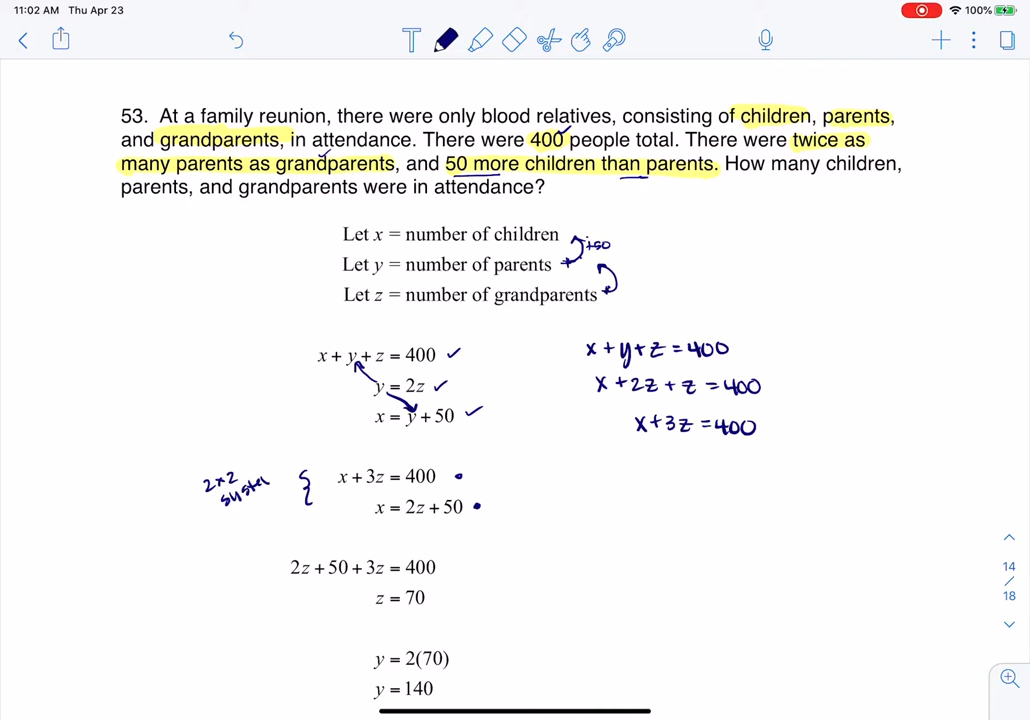 11:02 AM Thu Apr 23
100%
T
53. At a family reunion, there were only blood relatives, consisting of children, parents,
and grandparents, in attendance. There were 400 people total. There were twice as
many parents as grandparents, and 50 more children than parents. How many children,
parents, and grandparents were in attendance?
Let x = number of children
+50
Let y = number of parents
Let z = number of grandparents
x + y + z = 400
y = 2z
x = y + 50
x + y + z = 400
x + 2z + z = 400
x + 3z = 400
2×2
system
{
x + 3z = 400
x = 2z + 50
2z + 50 + 3z = 400
z = 70
y = 2(70)
y = 140
14
/
18